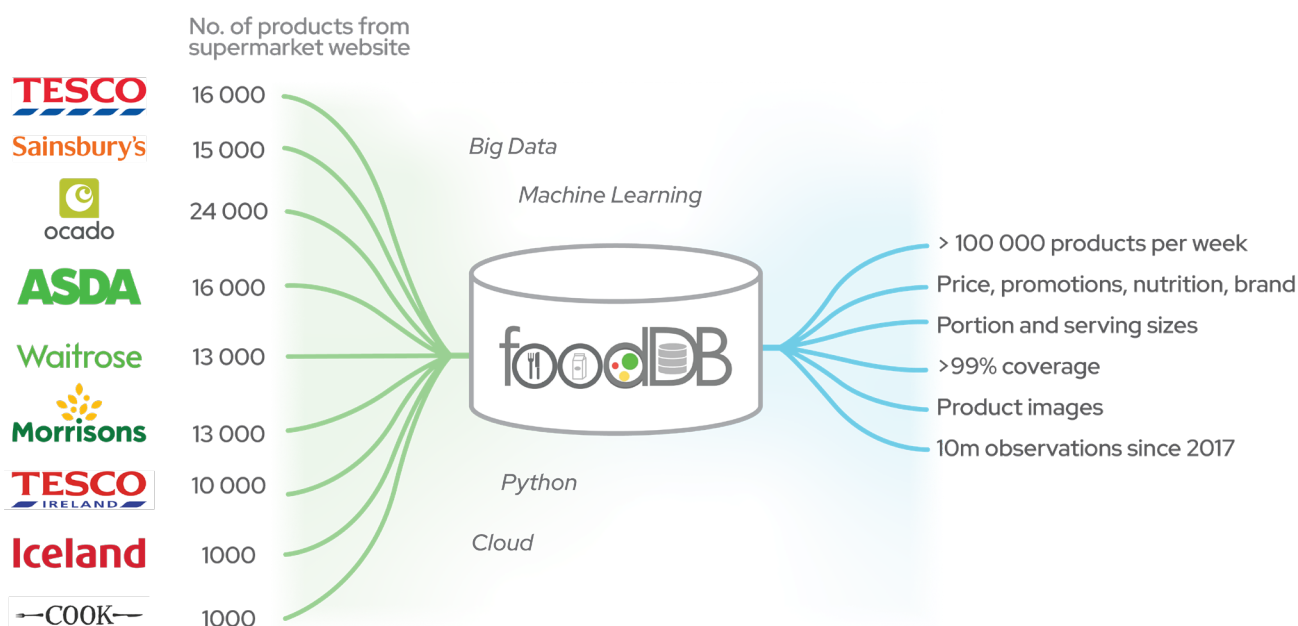 No. of products from
supermarket website
TESCO
16 000
Sainsbury's
15 000
ocado
24 000
ASDA
16 000
Waitrose
13 000
Morrisons
13 000
TESCO
IRELAND
10 000
Iceland
1000
COOK
1000
Big Data
Machine Learning
foodDB
Python
Cloud
> 100 000 products per week
Price, promotions, nutrition, brand
Portion and serving sizes
>99% coverage
Product images
10m observations since 2017